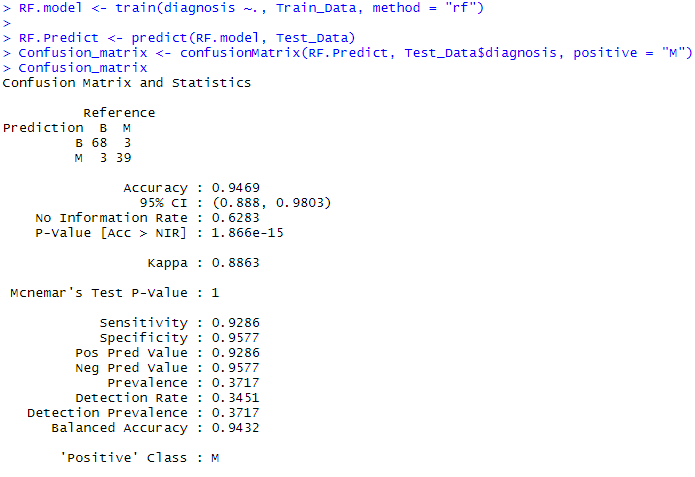 > RF.model <- train(diagnosis ~., Train_Data, method = "rf")
>
> RF.Predict <- predict(RF.model, Test_Data)
> Confusion_matrix <- confusionMatrix(RF.Predict, Test_Data$diagnosis, positive = "M")
> Confusion_matrix
Confusion Matrix and Statistics
Reference
Prediction B M
B 68 3
M 3 39
Accuracy : 0.9469
95% CI : (0.888, 0.9803)
No Information Rate : 0.6283
P-Value [Acc > NIR] : 1.866e-15
Kappa : 0.8863
Mcnemar's Test P-Value : 1
Sensitivity : 0.9286
Specificity : 0.9577
Pos Pred Value : 0.9286
Neg Pred Value : 0.9577
Prevalence : 0.3717
Detection Rate : 0.3451
Detection Prevalence : 0.3717
Balanced Accuracy : 0.9432
'Positive' Class : M